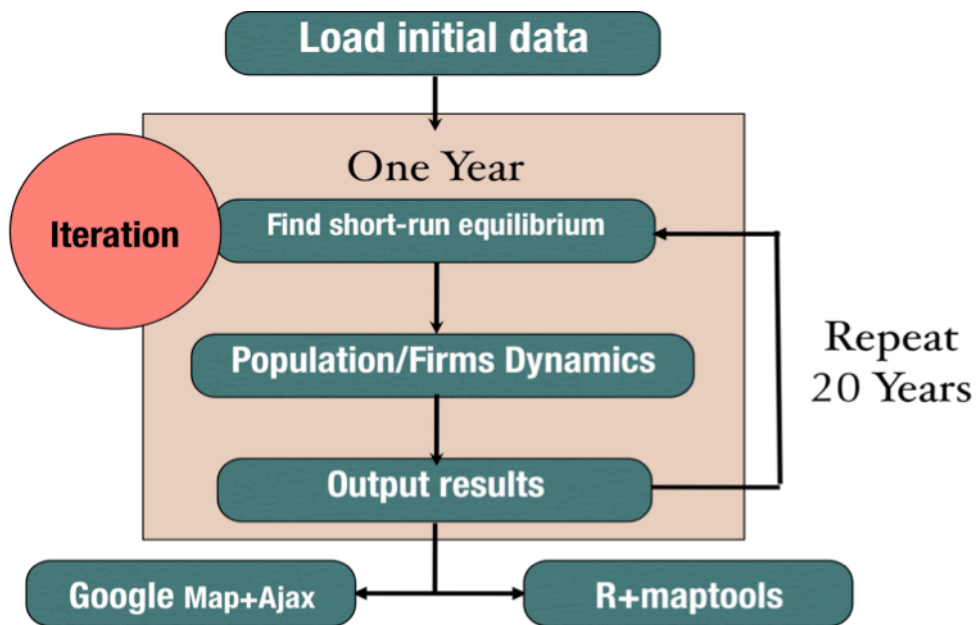 Load initial data
One Year
Iteration
Find short-run equilibrium
Population/Firms Dynamics
Repeat
20 Years
Output results
Google Map+Ajax
R+maptools